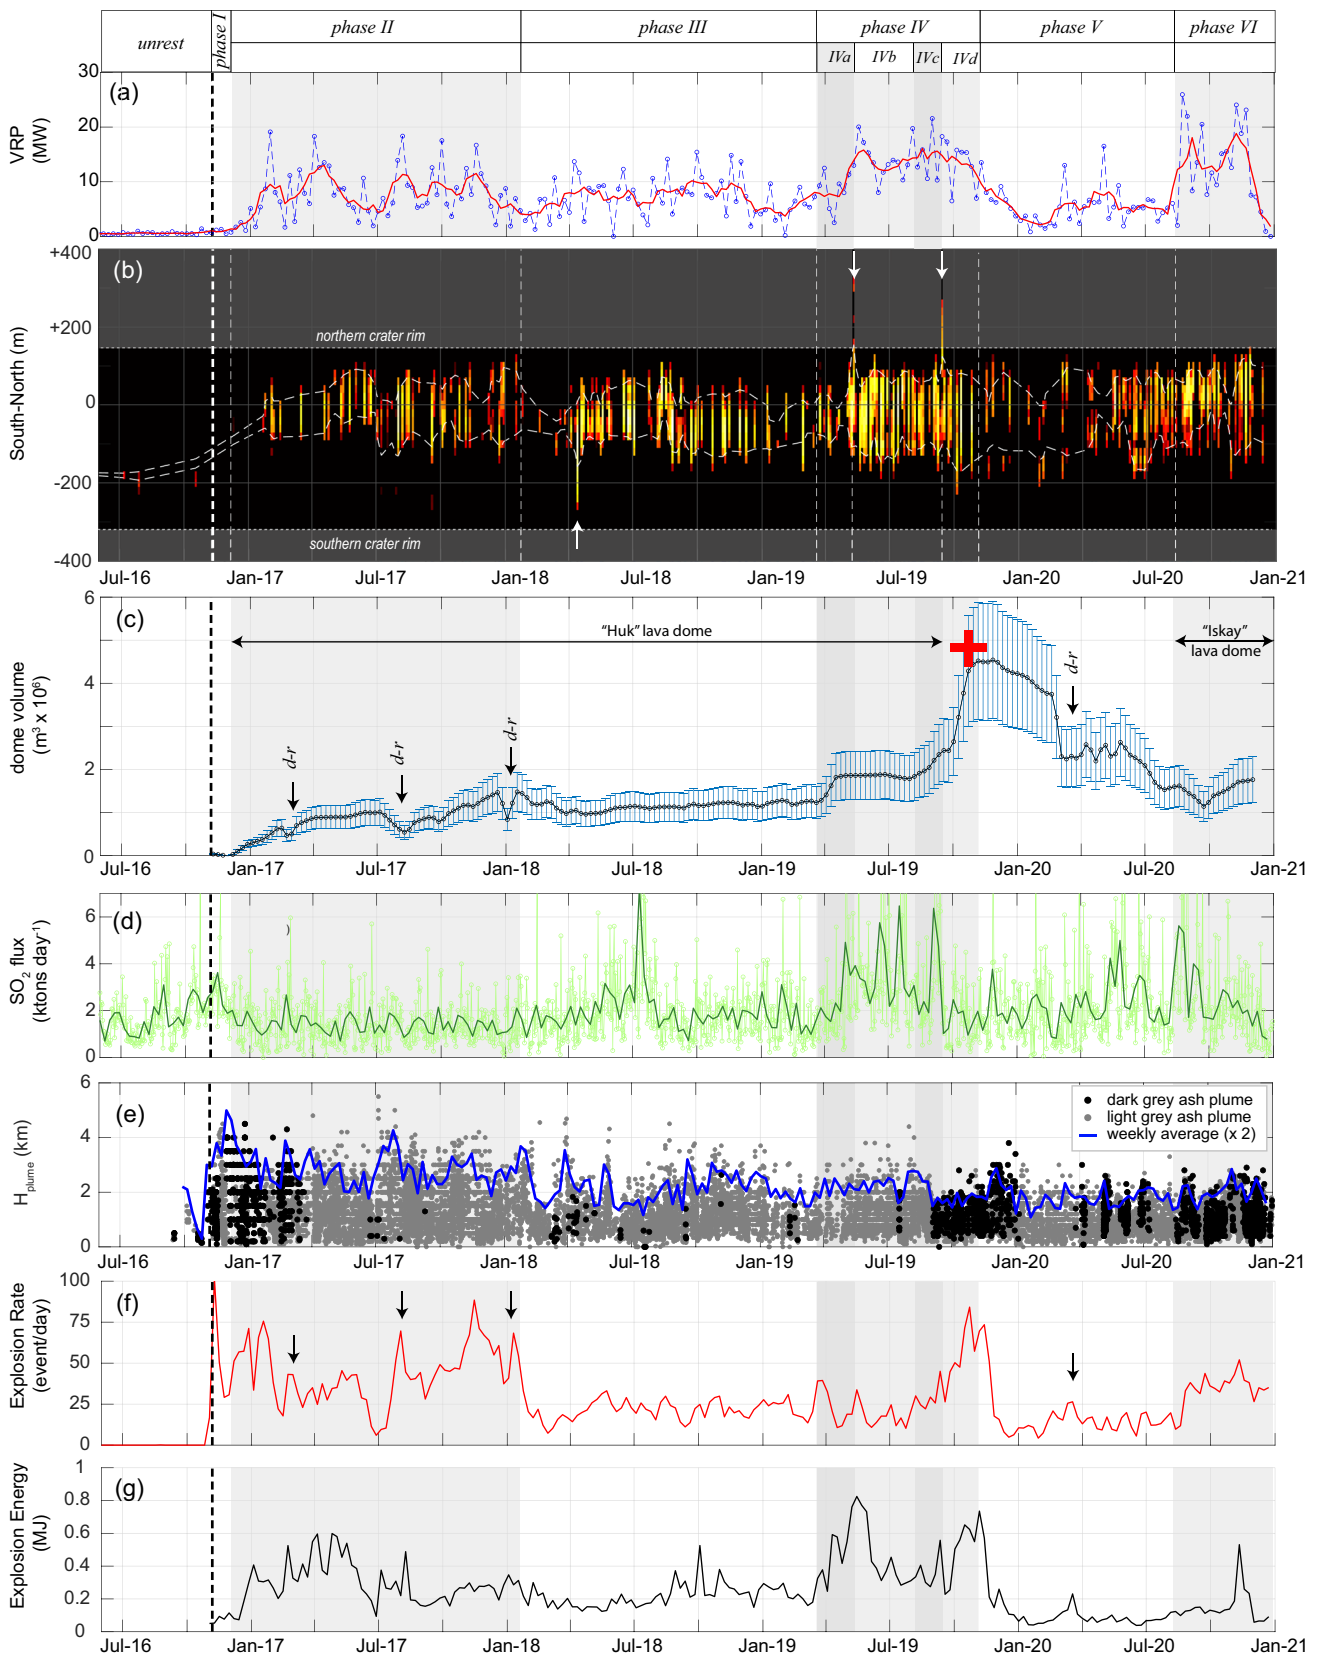 unrest
phase I
phase II
phase III
phase IV
phase V
phase VI
IVa
IVb
IVc
IVd
(a)
VRP
(MW)
30
20
10
0
(b)
South-North (m)
+400
+200
0
-200
-400
northern crater rim
southern crater rim
Jul-16 Jan-17 Jul-17 Jan-18 Jul-18 Jan-19 Jul-19 Jan-20 Jul-20 Jan-21
(c)
dome volume
(m³ x 10⁶)
6
4
2
0
"Huk" lava dome
"Iskay"
lava dome
d-r
d-r
d-r
d-r
Jul-16 Jan-17 Jul-17 Jan-18 Jul-18 Jan-19 Jul-19 Jan-20 Jul-20 Jan-21
(d)
SO₂ flux
(ktons day⁻¹)
6
4
2
0
)
(e)
Hplume (km)
6
4
2
0
dark grey ash plume
light grey ash plume
weekly average (x 2)
Jul-16 Jan-17 Jul-17 Jan-18 Jul-18 Jan-19 Jul-19 Jan-20 Jul-20 Jan-21
(f)
Explosion Rate
(event/day)
100
75
50
25
0
(g)
Explosion Energy
(MJ)
1
0.8
0.6
0.4
0.2
0
Jul-16 Jan-17 Jul-17 Jan-18 Jul-18 Jan-19 Jul-19 Jan-20 Jul-20 Jan-21